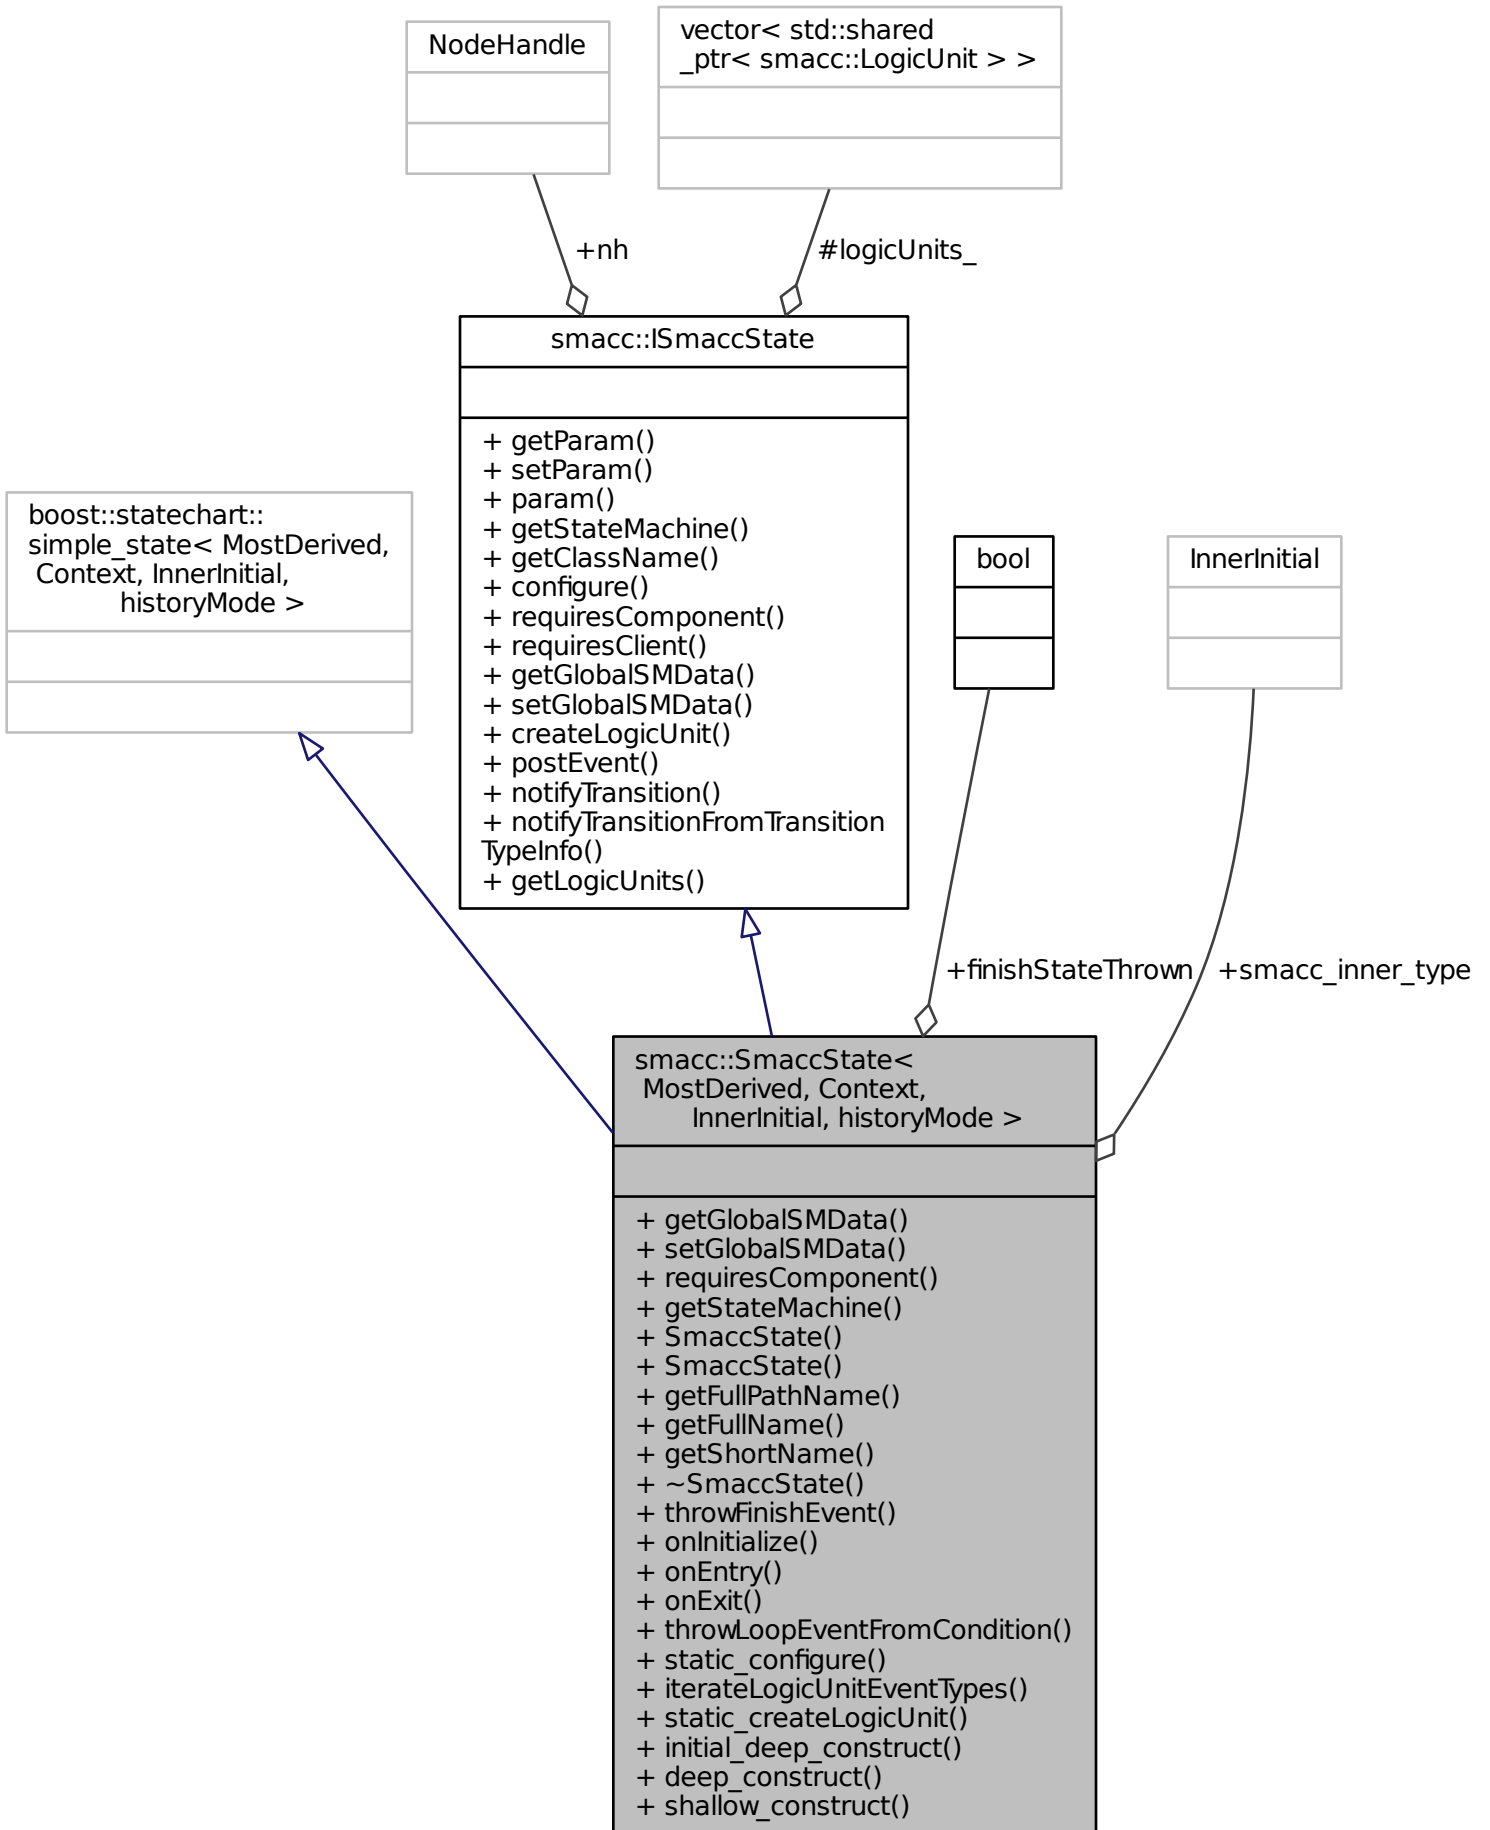 NodeHandle
vector< std::shared
_ptr< smacc::LogicUnit > >
+nh
#logicUnits_
smacc::ISmaccState
+ getParam()
+ setParam()
+ param()
+ getStateMachine()
+ getClassName()
+ configure()
+ requiresComponent()
+ requiresClient()
+ getGlobalSMData()
+ setGlobalSMData()
+ createLogicUnit()
+ postEvent()
+ notifyTransition()
+ notifyTransitionFromTransition
TypeInfo()
+ getLogicUnits()
boost::statechart::
simple_state< MostDerived,
Context, InnerInitial,
historyMode >
bool
InnerInitial
+finishStateThrown
+smacc_inner_type
smacc::SmaccState<
MostDerived, Context,
InnerInitial, historyMode >
+ getGlobalSMData()
+ setGlobalSMData()
+ requiresComponent()
+ getStateMachine()
+ SmaccState()
+ SmaccState()
+ getFullPathName()
+ getFullName()
+ getShortName()
+ ~SmaccState()
+ throwFinishEvent()
+ onInitialize()
+ onEntry()
+ onExit()
+ throwLoopEventFromCondition()
+ static_configure()
+ iterateLogicUnitEventTypes()
+ static_createLogicUnit()
+ initial_deep_construct()
+ deep_construct()
+ shallow_construct()